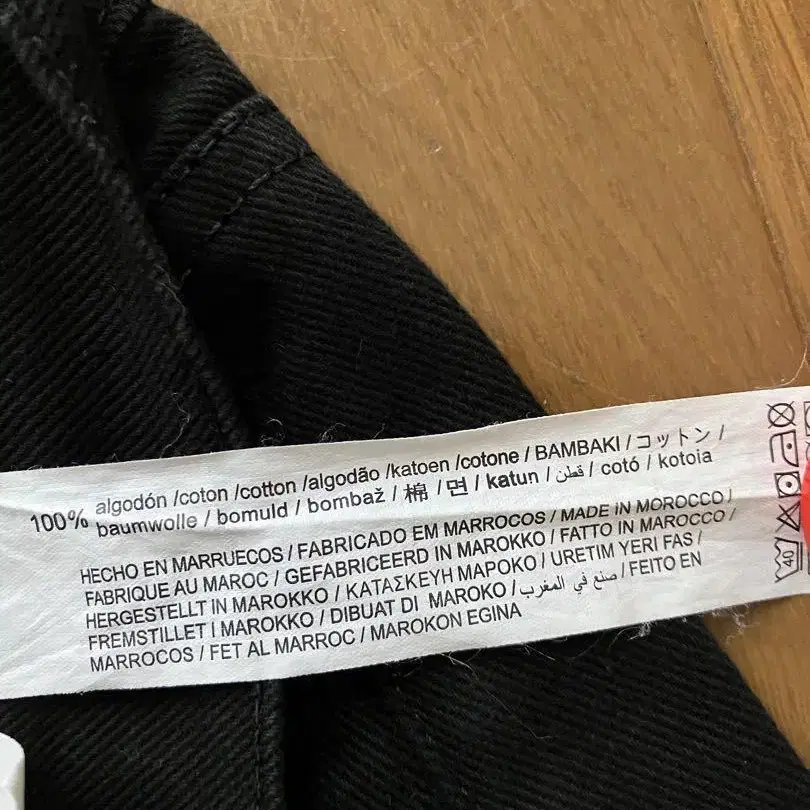 100% algodón /coton /cotton /algodão /katoen /cotone / BAMBAKI / コットン /
baumwolle / bomuld / bombaž / 棉 / 면 / katun / قطن / cotó / kotoia
HECHO EN MARRUECOS / FABRICADO EM MARROCOS / MADE IN MOROCCO /
FABRIQUE AU MAROC / GEFABRICEERD IN MAROKKO / FATTO IN MAROCCO /
HERGESTELLT IN MAROKKO / ΚΑΤΑΣΚΕΥΗ ΜΑΡΟΚΟ / URETIM YERI FAS /
FREMSTILLET I MAROKKO / DIBUAT DI MAROKO / صنع في المغرب / FEITO EN
MARROCOS / FET AL MARROC / MAROKON EGINA
40